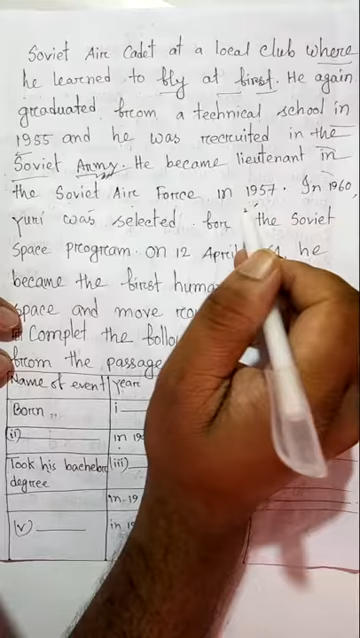 Soviet Air Cadet at a local club where
he learned to fly at first. He again
graduated from a technical school in
1955 and he was recruited in the
Soviet Army. He became lieutenant in
the Soviet Air Force in 1957. In 1960,
yuri was selected for the Soviet
space program. on 12 April he
became the first
space and move
Complet the
from the passage
Name of event year
Born i
(ii) in 19
Took his bachelor (iii)
degree
in 19
(v) in 19